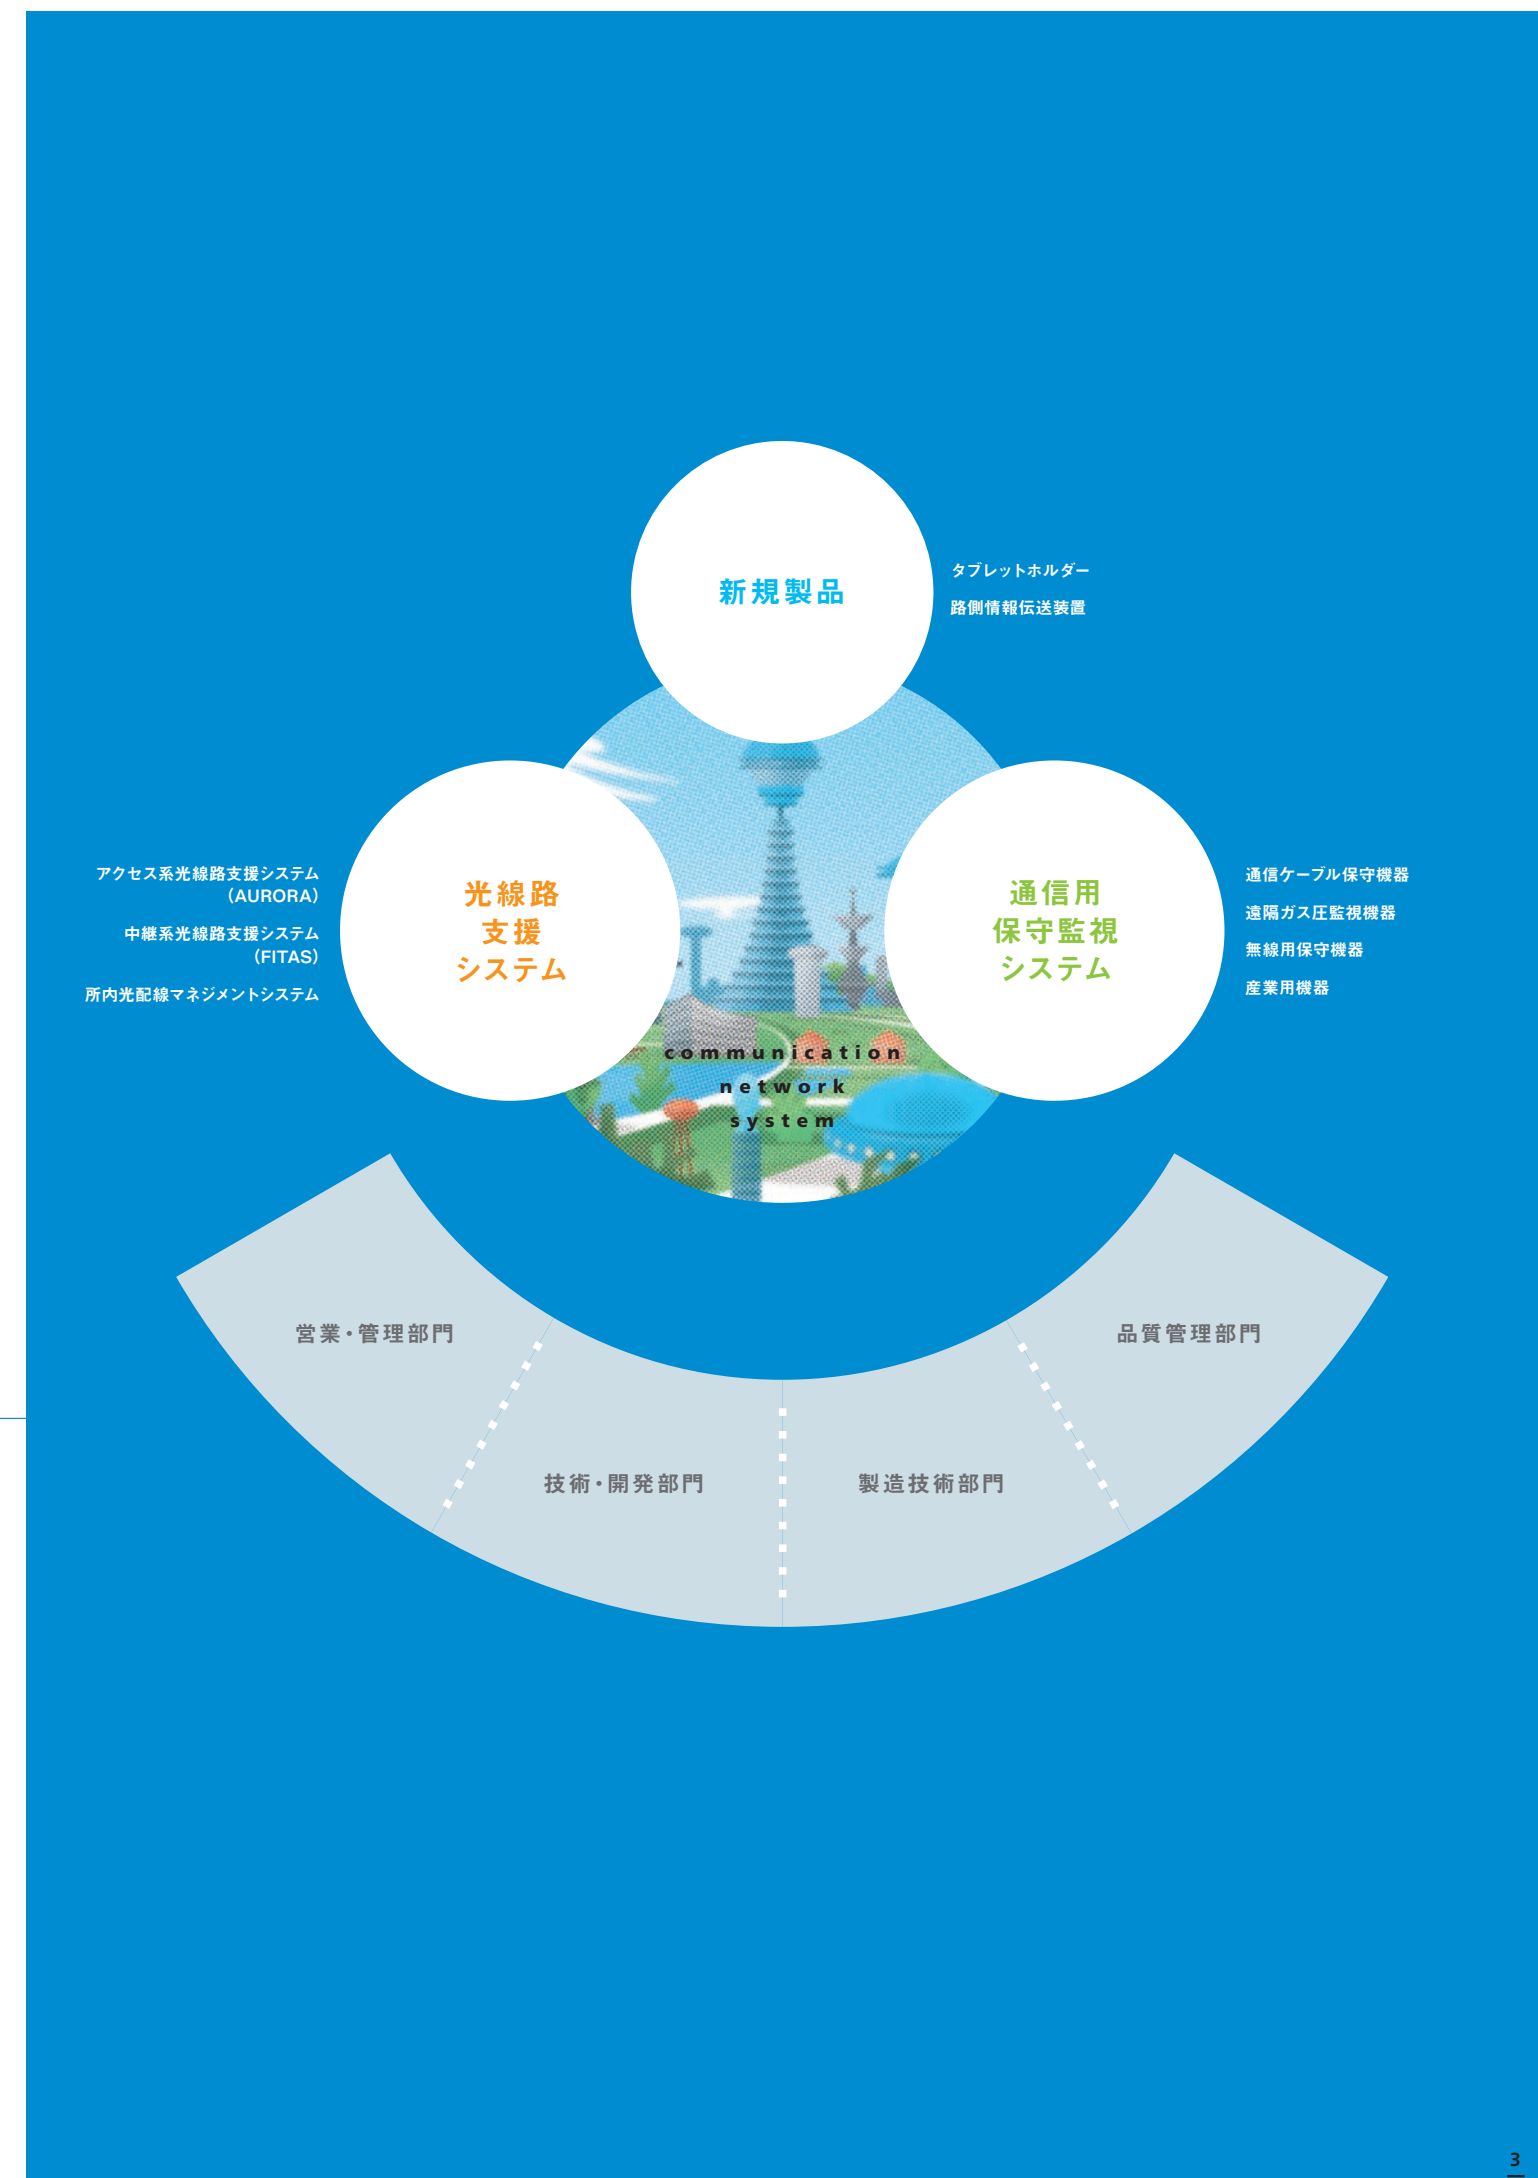 新規製品
タブレットホルダー
路側情報伝送装置
アクセス系光線路支援システム
（AURORA）
中継系光線路支援システム
（FITAS）
所内光配線マネジメントシステム
光線路
支援
システム
通信用
保守監視
システム
通信ケーブル保守機器
遠隔ガス圧監視機器
無線用保守機器
産業用機器
communication
network
system
営業・管理部門
技術・開発部門
製造技術部門
品質管理部門
3